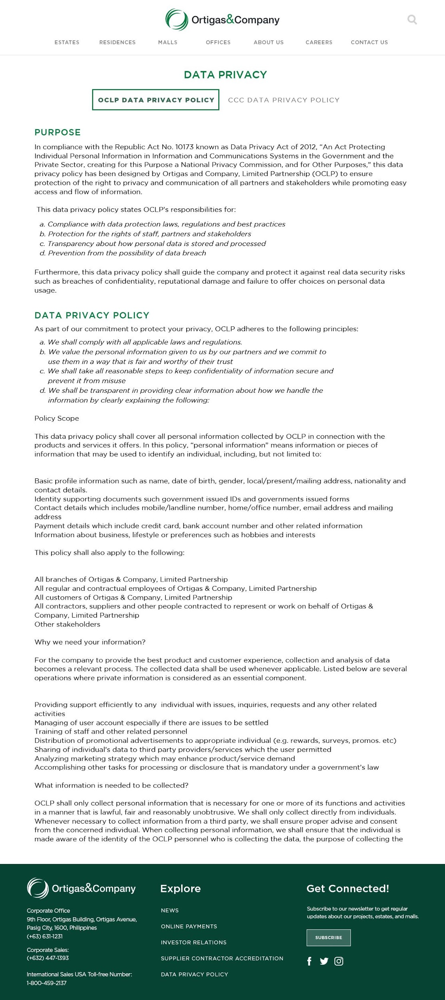 Ortigas&Company
ESTATES RESIDENCES MALLS OFFICES ABOUT US CAREERS CONTACT US
DATA PRIVACY
OCLP DATA PRIVACY POLICY CCC DATA PRIVACY POLICY
PURPOSE
In compliance with the Republic Act No. 10173 known as Data Privacy Act of 2012, “An Act Protecting
Individual Personal Information in Information and Communications Systems in the Government and the
Private Sector, creating for this Purpose a National Privacy Commission, and for Other Purposes,” this data
privacy policy has been designed by Ortigas and Company, Limited Partnership (OCLP) to ensure
protection of the right to privacy and communication of all partners and stakeholders while promoting easy
access and flow of information.
This data privacy policy states OCLP’s responsibilities for:
a. Compliance with data protection laws, regulations and best practices
b. Protection for the rights of staff, partners and stakeholders
c. Transparency about how personal data is stored and processed
d. Prevention from the possibility of data breach
Furthermore, this data privacy policy shall guide the company and protect it against real data security risks
such as breaches of confidentiality, reputational damage and failure to offer choices on personal data
usage.
DATA PRIVACY POLICY
As part of our commitment to protect your privacy, OCLP adheres to the following principles:
a. We shall comply with all applicable laws and regulations.
b. We value the personal information given to us by our partners and we commit to
use them in a way that is fair and worthy of their trust
c. We shall take all reasonable steps to keep confidentiality of information secure and
prevent it from misuse
d. We shall be transparent in providing clear information about how we handle the
information by clearly explaining the following:
Policy Scope
This data privacy policy shall cover all personal information collected by OCLP in connection with the
products and services it offers. In this policy, “personal information” means information or pieces of
information that may be used to identify an individual, including, but not limited to:
Basic profile information such as name, date of birth, gender, local/present/mailing address, nationality and
contact details.
Identity supporting documents such government issued IDs and governments issued forms
Contact details which includes mobile/landline number, home/office number, email address and mailing
address
Payment details which include credit card, bank account number and other related information
Information about business, lifestyle or preferences such as hobbies and interests
This policy shall also apply to the following:
All branches of Ortigas & Company, Limited Partnership
All regular and contractual employees of Ortigas & Company, Limited Partnership
All customers of Ortigas & Company, Limited Partnership
All contractors, suppliers and other people contracted to represent or work on behalf of Ortigas &
Company, Limited Partnership
Other stakeholders
Why we need your information?
For the company to provide the best product and customer experience, collection and analysis of data
becomes a relevant process. The collected data shall be used whenever applicable. Listed below are several
operations where private information is considered as an essential component.
Providing support efficiently to any  individual with issues, inquiries, requests and any other related
activities
Managing of user account especially if there are issues to be settled
Training of staff and other related personnel
Distribution of promotional advertisements to appropriate individual (e.g. rewards, surveys, promos. etc)
Sharing of individual’s data to third party providers/services which the user permitted
Analyzing marketing strategy which may enhance product/service demand
Accomplishing other tasks for processing or disclosure that is mandatory under a government’s law
What information is needed to be collected?
OCLP shall only collect personal information that is necessary for one or more of its functions and activities
in a manner that is lawful, fair and reasonably unobtrusive. We shall only collect directly from individuals.
Whenever necessary to collect information from a third party, we shall ensure proper advise and consent
from the concerned individual. When collecting personal information, we shall ensure that the individual is
made aware of the identity of the OCLP personnel who is collecting the data, the purpose of collecting the
Ortigas&Company
Corporate Office
9th Floor, Ortigas Building, Ortigas Avenue,
Pasig City, 1600, Philippines
(+63) 631-1231
Corporate Sales:
(+632) 447-1393
International Sales USA Toll-free Number:
1-800-459-2137
Explore
NEWS
ONLINE PAYMENTS
INVESTOR RELATIONS
SUPPLIER CONTRACTOR ACCREDITATION
DATA PRIVACY POLICY
Get Connected!
Subscribe to our newsletter to get regular
updates about our projects, estates, and malls.
SUBSCRIBE